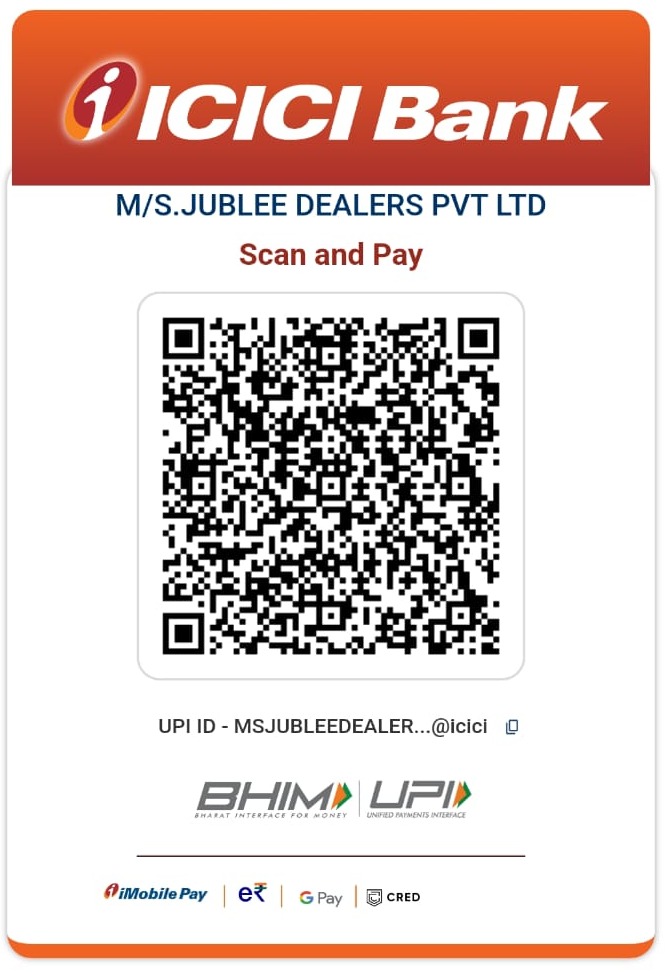 ICICI Bank
M/S.JUBLEE DEALERS PVT LTD
Scan and Pay
UPI ID - MSJUBLEEDEALER...@icici
BHIM UPI
BHARAT INTERFACE FOR MONEY UNIFIED PAYMENTS INTERFACE
iMobile Pay e₹ G Pay CRED